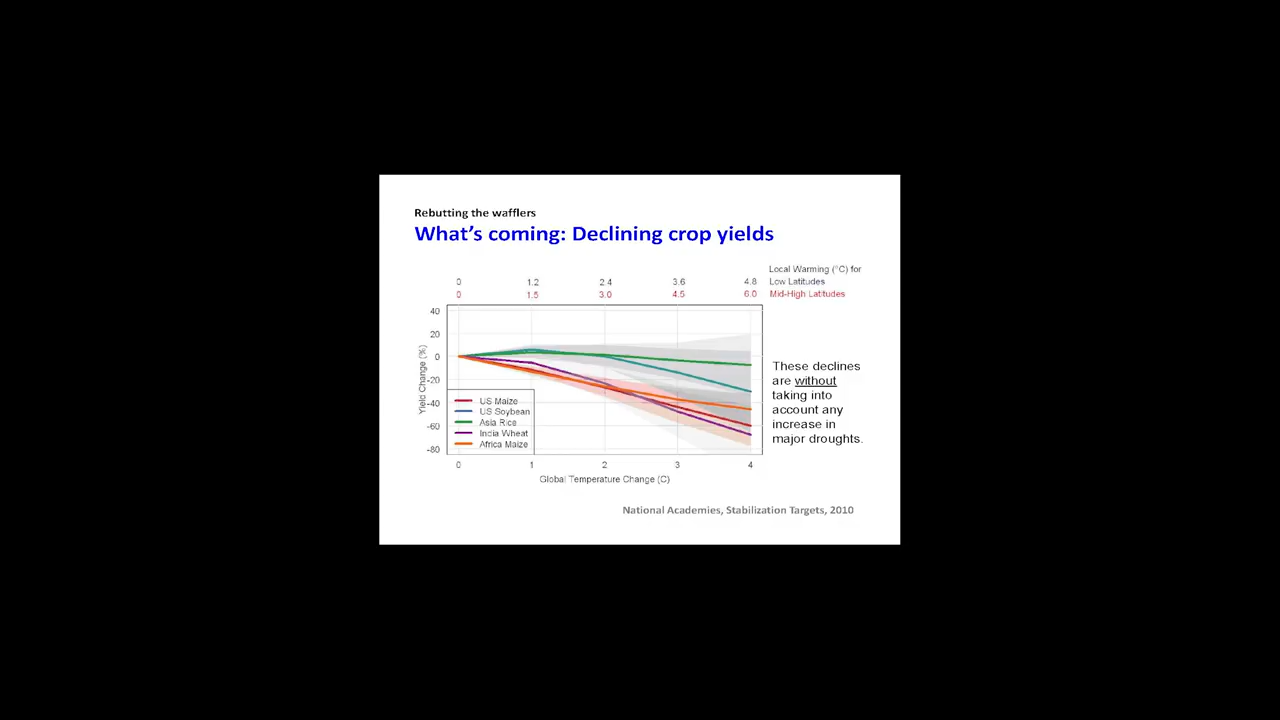 Rebutting the wafflers
What's coming: Declining crop yields
Local Warming (°C) for
0 1.2 2.4 3.6 4.8 Low Latitudes
0 1.5 3.0 4.5 6.0 Mid-High Latitudes
40
20
0
-20
-40
-60
-80
Yield Change (%)
US Maize
US Soybean
Asia Rice
India Wheat
Africa Maize
0 1 2 3 4
Global Temperature Change (C)
These declines
are without
taking into
account any
increase in
major droughts.
National Academies, Stabilization Targets, 2010